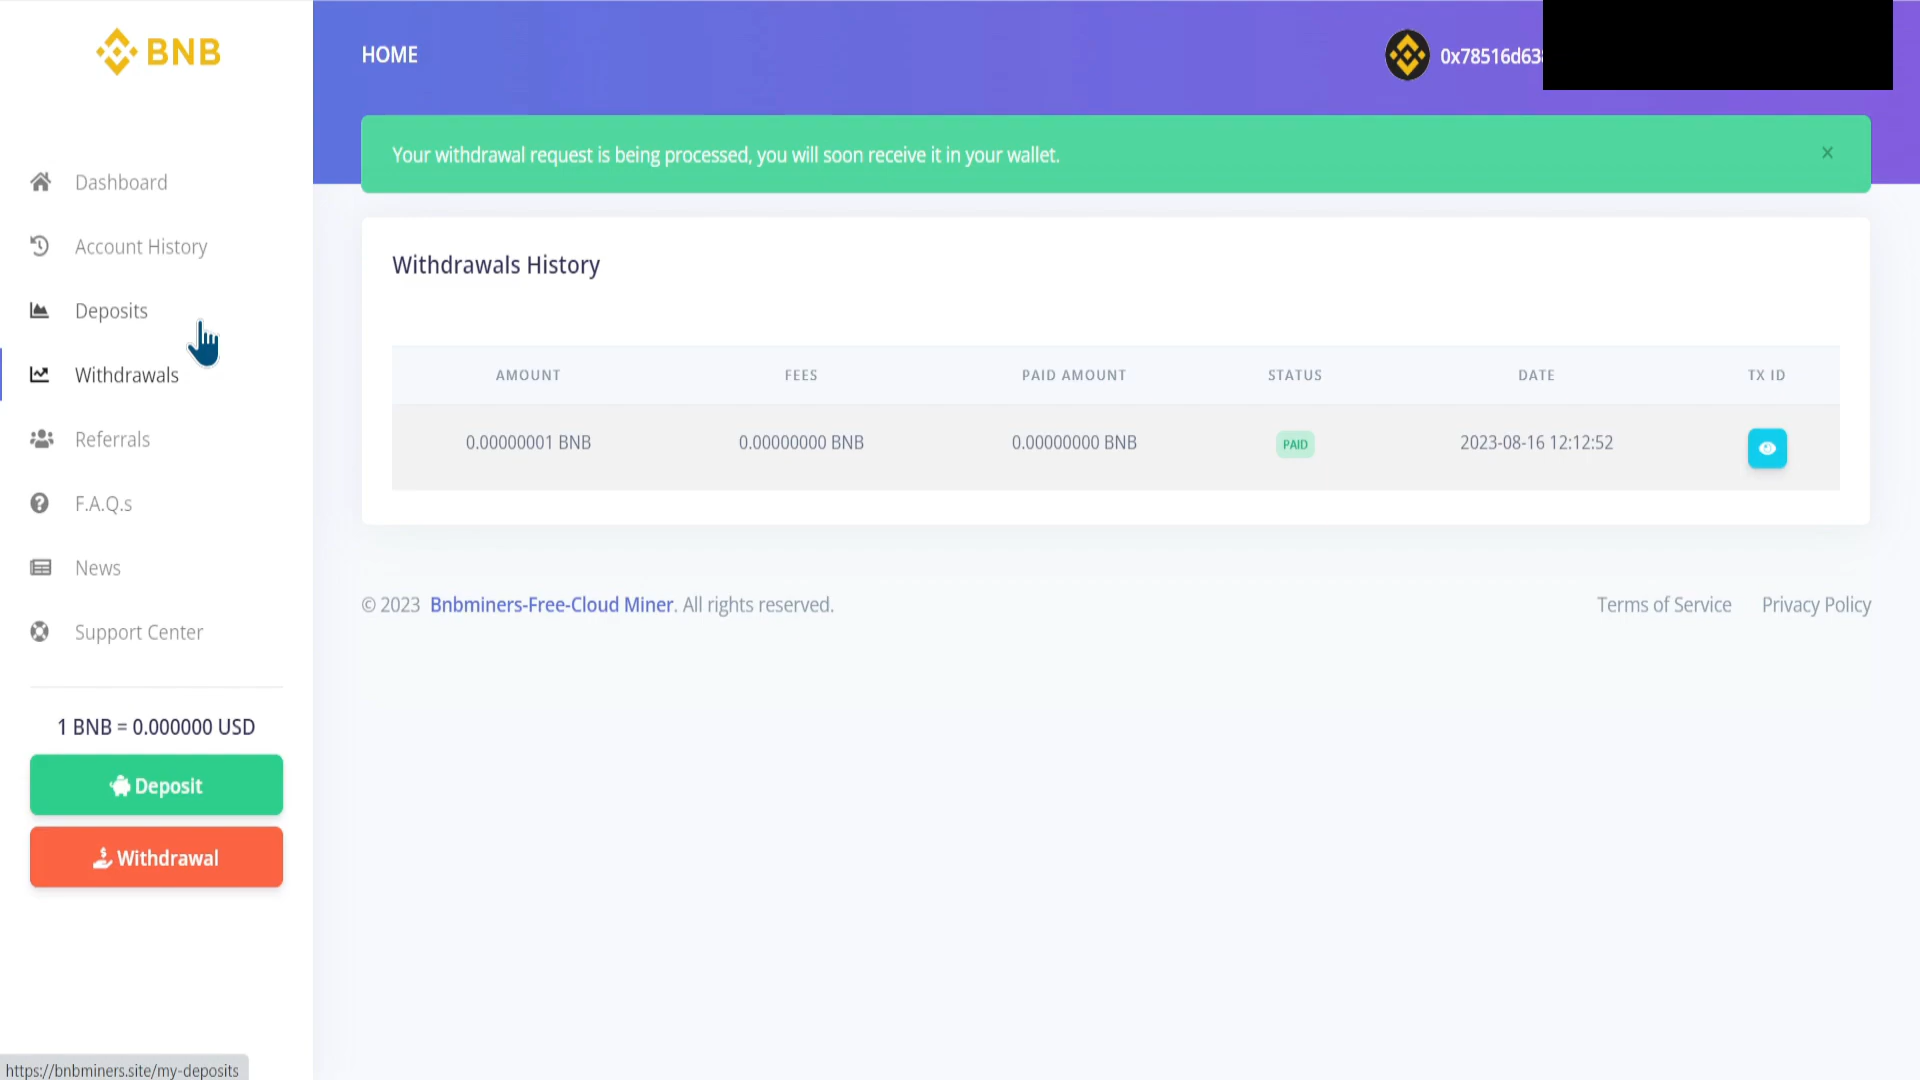 BNB
HOME
0x78516d63
Your withdrawal request is being processed, you will soon receive it in your wallet.
×
Dashboard
Account History
Deposits
Withdrawals
Referrals
F.A.Q.s
News
Support Center
1 BNB = 0.000000 USD
Deposit
Withdrawal
Withdrawals History
AMOUNT FEES PAID AMOUNT STATUS DATE TX ID
0.00000001 BNB 0.00000000 BNB 0.00000000 BNB PAID 2023-08-16 12:12:52
© 2023 Bnbminers-Free-Cloud Miner. All rights reserved.
Terms of Service Privacy Policy
https://bnbminers.site/my-deposits